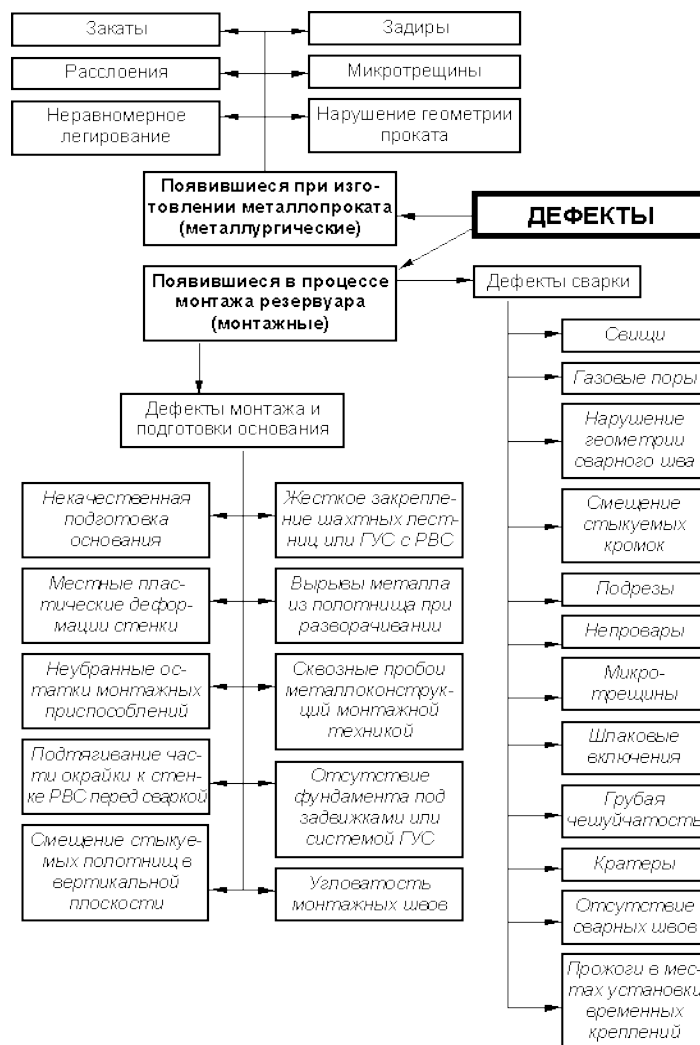 Закаты
Задиры
Расслоения
Микротрещины
Неравномерное
легирование
Нарушение геометрии
проката
Появившиеся при изго-
товлении металлопроката
(металлургические)
ДЕФЕКТЫ
Появившиеся в процессе
монтажа резервуара
(монтажные)
Дефекты сварки
Дефекты монтажа и
подготовки основания
Некачественная
подготовка
основания
Жесткое закрепле-
ние шахтных лест-
ниц или ГУС с РВС
Местные плас-
тические дефор-
мации стенки
Вырывы металла
из полотнища при
разворачивании
Неубранные ос-
татки монтажных
приспособлений
Сквозные пробои
металлоконструк-
ций монтажной
техникой
Подтягивание час-
ти окрайки к стен-
ке РВС перед сваркой
Отсутствие
фундамента под
задвижками или
системой ГУС
Смещение стыкуе-
мых полотнищ в
вертикальной
плоскости
Угловатость
монтажных швов
Свищи
Газовые поры
Нарушение
геометрии
сварного шва
Смещение
стыкуемых
кромок
Подрезы
Непровары
Микро-
трещины
Шлаковые
включения
Грубая
чешуйчатость
Кратеры
Отсутствие
сварных швов
Прожоги в мес-
тах установки
временных
креплений